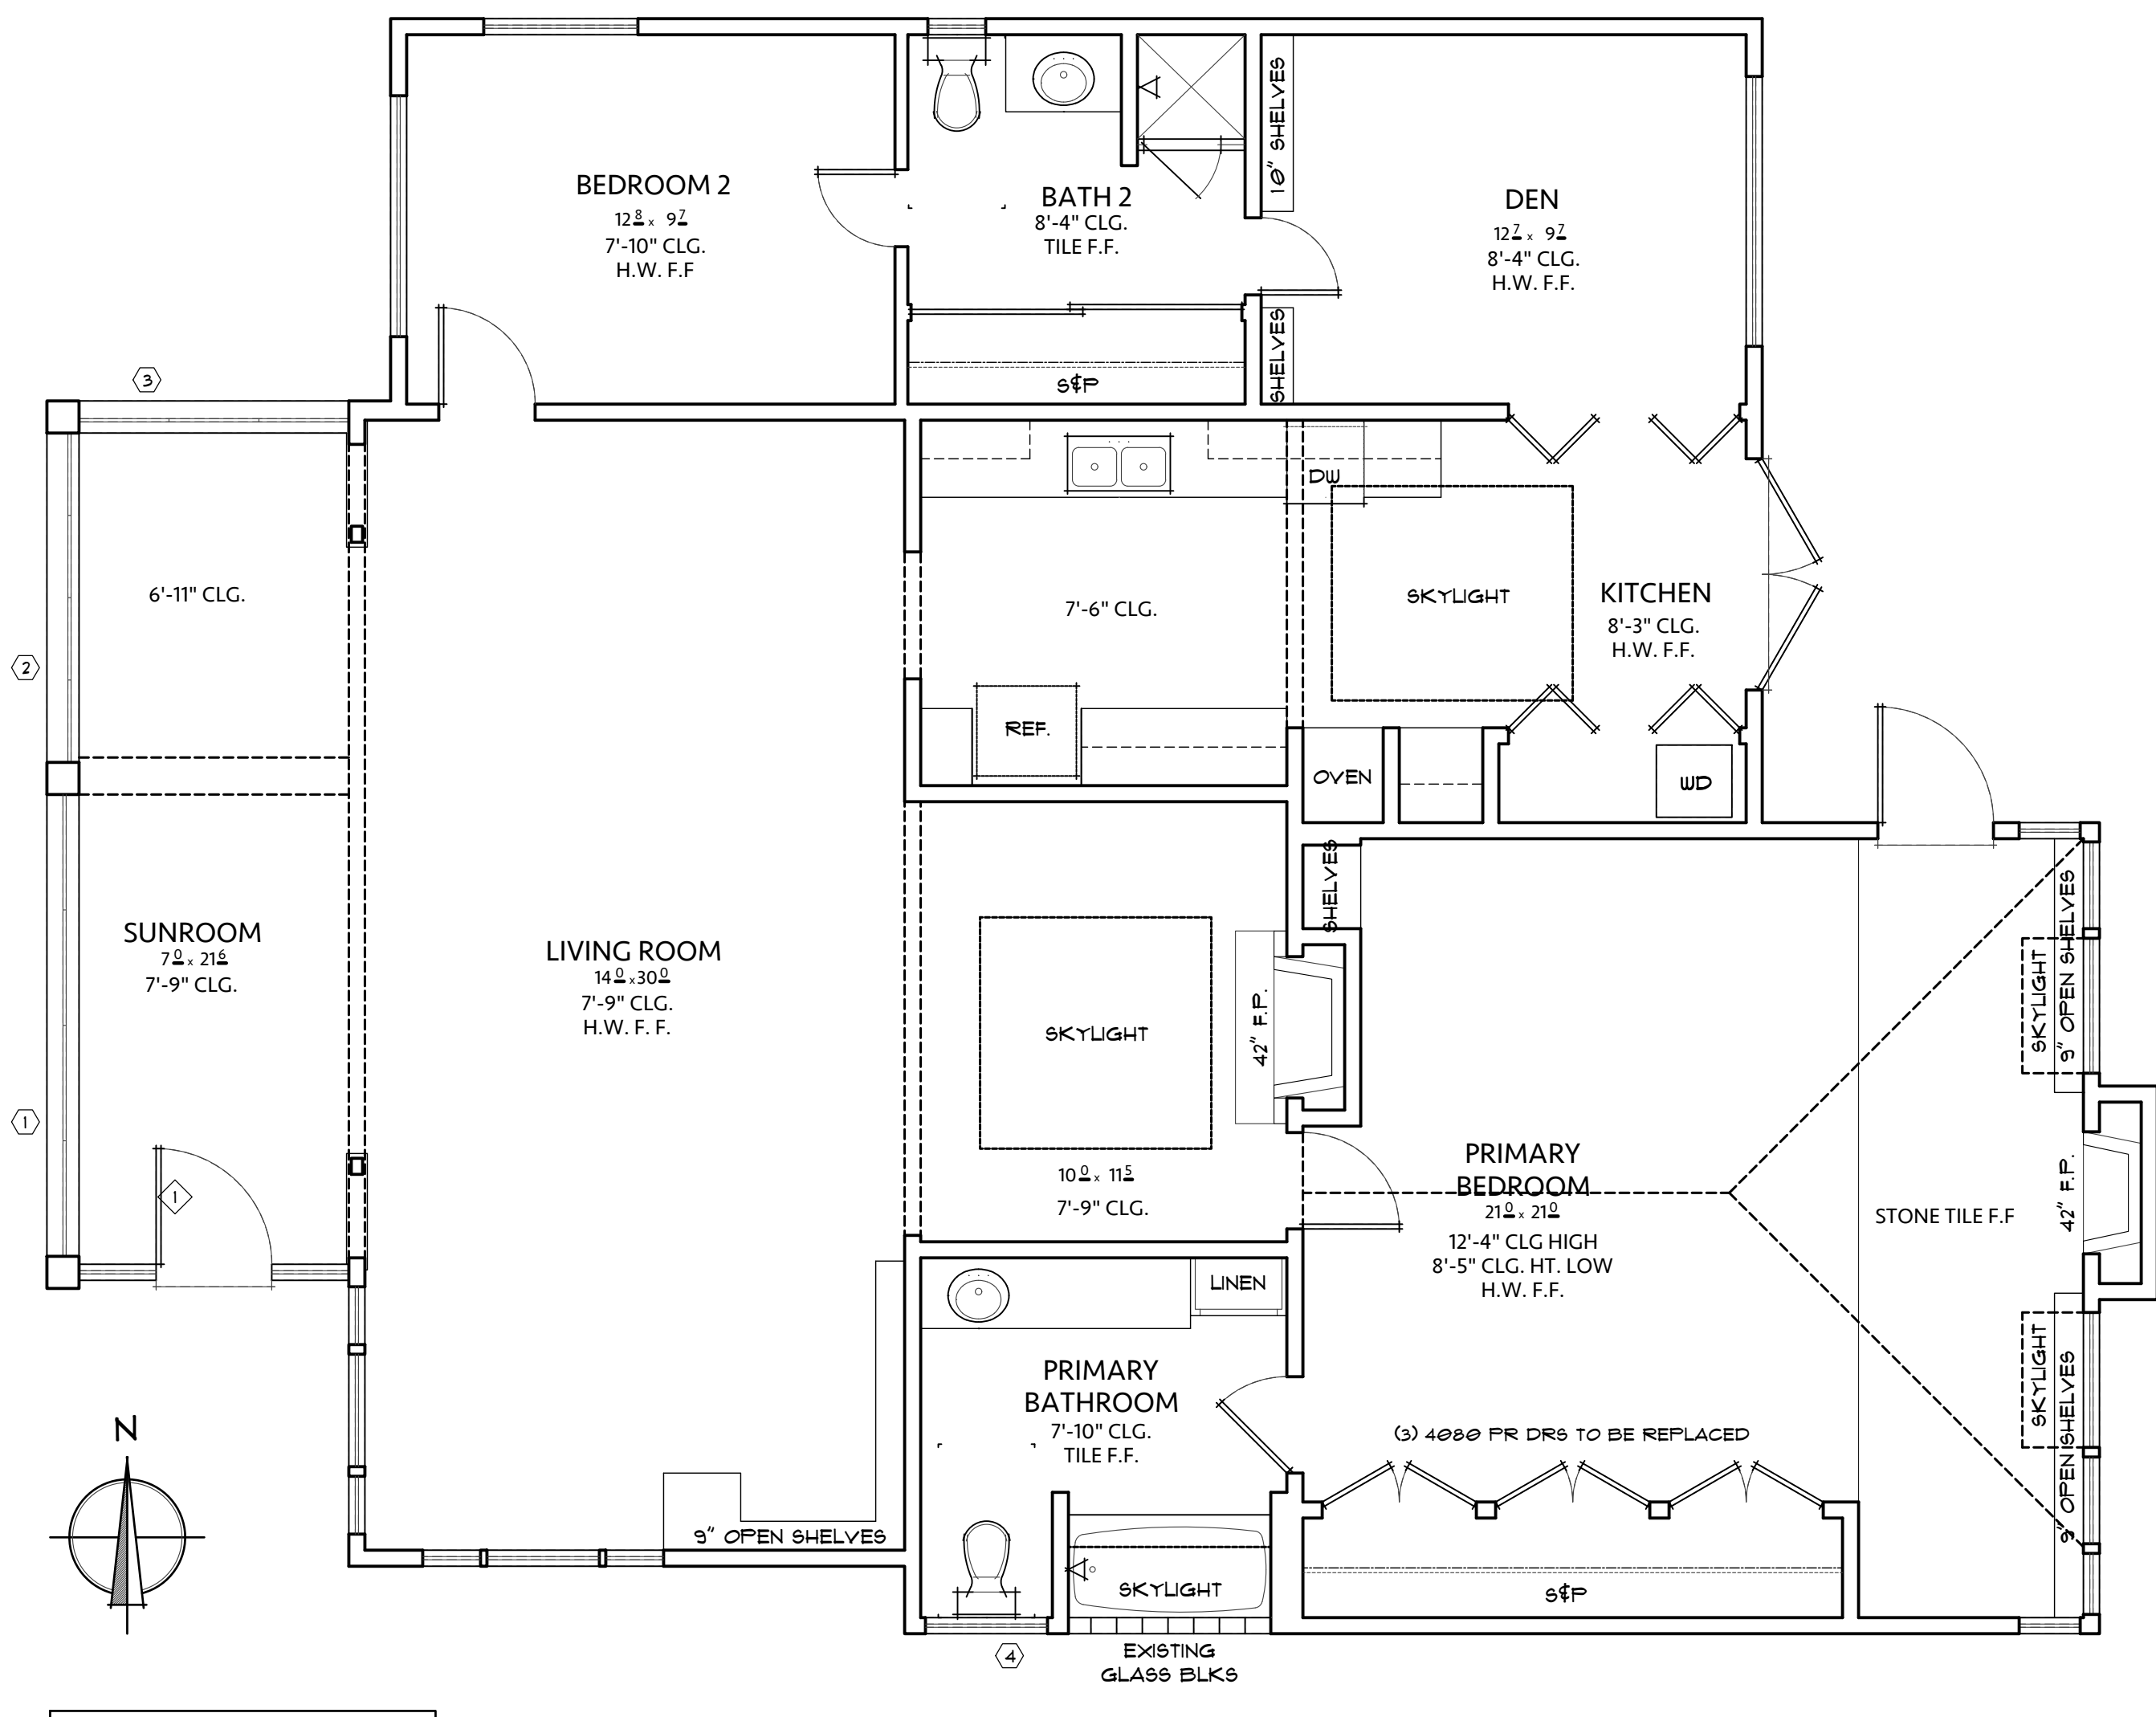 BEDROOM 2
12 8 x 9 7
7'-10" CLG.
H.W. F.F
BATH 2
8'-4" CLG.
TILE F.F.
10" SHELVES
DEN
12 7 x 9 7
8'-4" CLG.
H.W. F.F.
SHELVES
S&P
3
6'-11" CLG.
2
DW
7'-6" CLG.
SKYLIGHT
KITCHEN
8'-3" CLG.
H.W. F.F.
REF.
OVEN
WD
SUNROOM
7 0 x 21 6
7'-9" CLG.
1
1
LIVING ROOM
14 0 x 30 0
7'-9" CLG.
H.W. F. F.
SKYLIGHT
42" F.P.
SHELVES
10 0 x 11 5
7'-9" CLG.
PRIMARY
BEDROOM
21 0 x 21 0
12'-4" CLG HIGH
8'-5" CLG. HT. LOW
H.W. F.F.
STONE TILE F.F
SKYLIGHT
9" OPEN SHELVES
42" F.P.
SKYLIGHT
9" OPEN SHELVES
LINEN
PRIMARY
BATHROOM
7'-10" CLG.
TILE F.F.
(3) 4080 PR DRS TO BE REPLACED
N
9" OPEN SHELVES
SKYLIGHT
S&P
4
EXISTING
GLASS BLKS